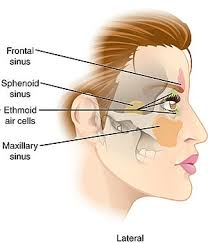 Frontal
sinus
Sphenoid
sinus
Ethmoid
air cells
Maxillary
sinus
Lateral